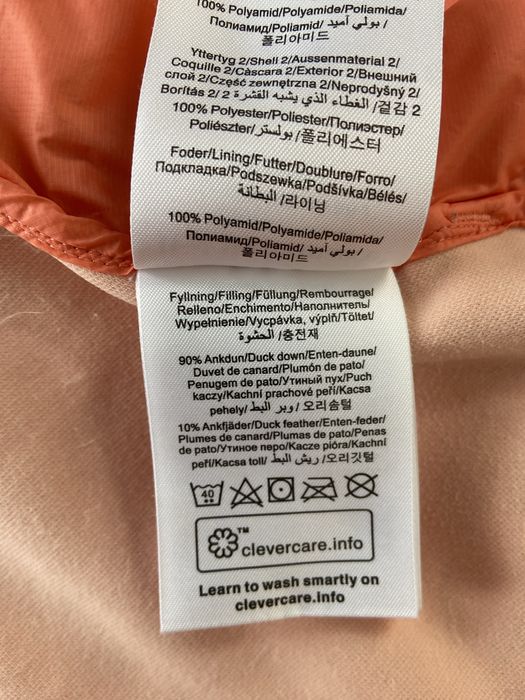 100% Polyamid/Polyamide/Poliamida/
Полиамид/Poliamid/ بولي أميد/
폴리아미드
Yttertyg 2/Shell 2/Aussenmaterial 2/
Coquille 2/Cáscara 2/Exterior 2/Внешний
слой 2/Część zewnętrzna 2/Neprodyšný 2/
Borítás 2/ الغطاء الذي يشبه القشرة 2/겉감 2
100% Polyester/Poliester/Полиэстер/
Poliészter/بولستر/폴리에스터
Foder/Lining/Futter/Doublure/Forro/
Подкладка/Podszewka/Podšívka/Bélés/
البطانة/라이닝
100% Polyamid/Polyamide/Poliamida/
Полиамид/Poliamid/ بولي أميد/
폴리아미드
Fyllning/Filling/Füllung/Rembourrage/
Relleno/Enchimento/Наполнитель/
Wypełnienie/Vycpávka, výplň/Töltet/
الحشوة/충전재
90% Ankdun/Duck down/Enten-daune/
Duvet de canard/Plumón de pato/
Penugem de pato/Утиный пух/Puch
kaczy/Kachní prachové peří/Kacsa
pehely/ وبر البط/오리솜털
10% Ankfjäder/Duck feather/Enten-feder/
Plumes de canard/Plumas de pato/Penas
de pato/Утиное перо/Kacze pióra/Kachní
peří/Kacsa toll/ ريش البط/오리깃털
40
™
clevercare.info
Learn to wash smartly on
clevercare.info